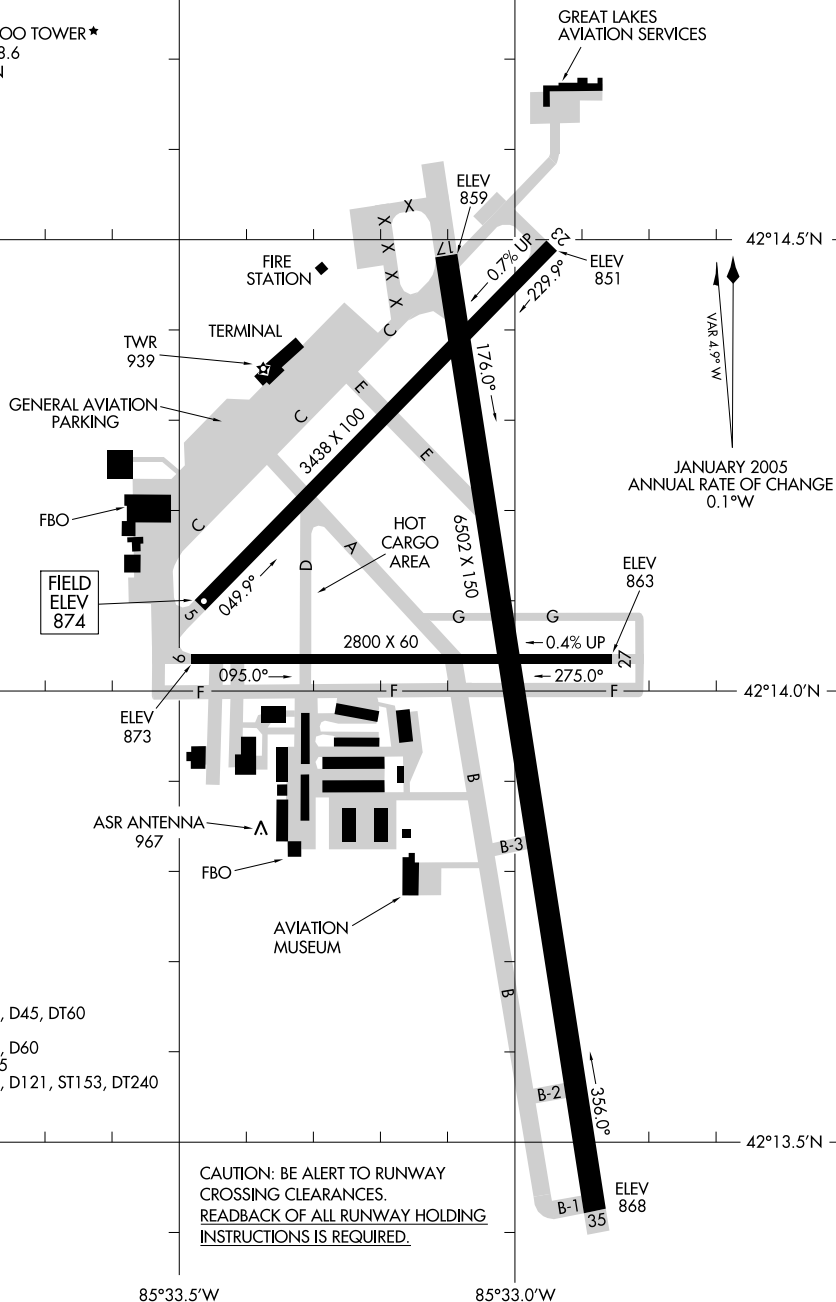 GREAT LAKES
AVIATION SERVICES
OO TOWER★
3.6
N
ELEV
859
X
X
X
X
X
17
23
42°14.5'N
0.7% UP
229.9°
ELEV
851
FIRE
STATION
C
TERMINAL
TWR
939
176.0°
VAR 4.9° W
E
GENERAL AVIATION
PARKING
C
3438 X 100
E
JANUARY 2005
ANNUAL RATE OF CHANGE
0.1°W
FBO
C
HOT
CARGO
AREA
6502 X 150
A
D
ELEV
863
FIELD
ELEV
874
049.9°
5
G
G
2800 X 60
0.4% UP
9
27
095.0°
275.0°
F
F
F
42°14.0'N
ELEV
873
B
ASR ANTENNA
967
B-3
FBO
AVIATION
MUSEUM
B
, D45, DT60
, D60
5
, D121, ST153, DT240
B-2
356.0°
42°13.5'N
CAUTION: BE ALERT TO RUNWAY
CROSSING CLEARANCES.
READBACK OF ALL RUNWAY HOLDING
INSTRUCTIONS IS REQUIRED.
B-1
35
ELEV
868
85°33.5'W
85°33.0'W